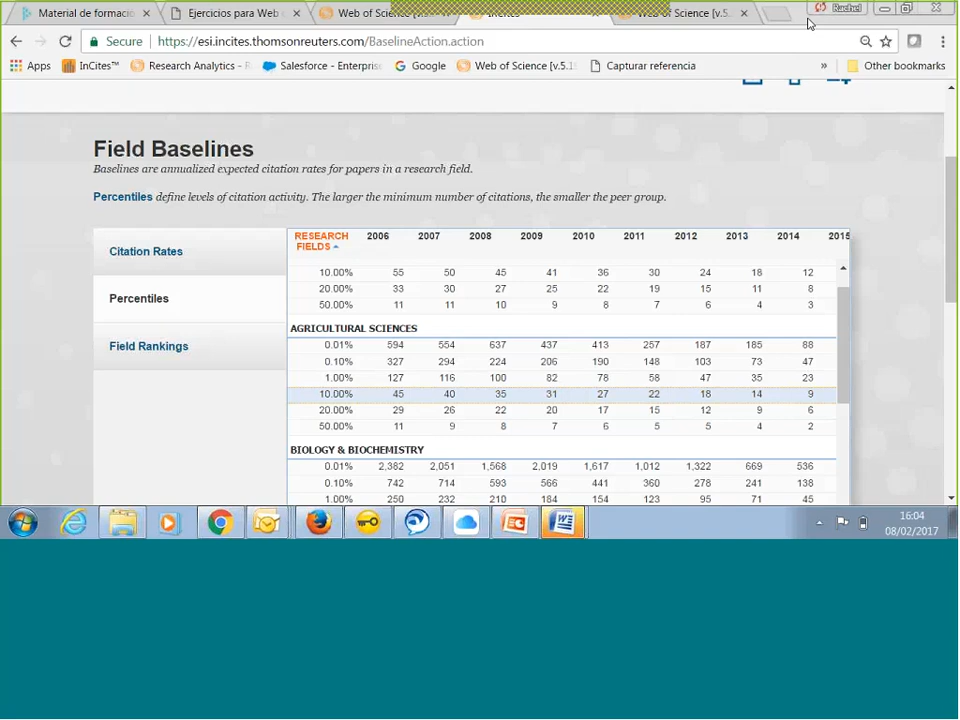 Material de formacio
Ejercicios para Web
Web of Science
Web of Science [v.5.
Rachel
Secure https://esi.incites.thomsonreuters.com/BaselineAction.action
Apps InCites™ Research Analytics - Salesforce - Enterpris Google Web of Science [v.5.1 Capturar referencia » Other bookmarks
Field Baselines
Baselines are annualized expected citation rates for papers in a research field.
Percentiles define levels of citation activity. The larger the minimum number of citations, the smaller the peer group.
Citation Rates
Percentiles
Field Rankings
RESEARCH FIELDS 2006 2007 2008 2009 2010 2011 2012 2013 2014 2015
10.00% 55 50 45 41 36 30 24 18 12
20.00% 33 30 27 25 22 19 15 11 8
50.00% 11 11 10 9 8 7 6 4 3
AGRICULTURAL SCIENCES
0.01% 594 554 637 437 413 257 187 185 88
0.10% 327 294 224 206 190 148 103 73 47
1.00% 127 116 100 82 78 58 47 35 23
10.00% 45 40 35 31 27 22 18 14 9
20.00% 29 26 22 20 17 15 12 9 6
50.00% 11 9 8 7 6 5 5 4 2
BIOLOGY & BIOCHEMISTRY
0.01% 2,382 2,051 1,568 2,019 1,617 1,012 1,322 669 536
0.10% 742 714 593 566 441 360 278 241 138
1.00% 250 232 210 184 154 123 95 71 45
16:04
08/02/2017